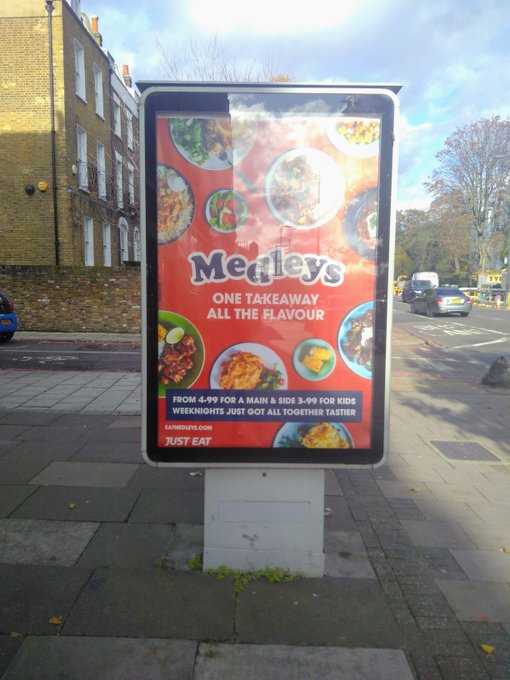 Medleys
ONE TAKEAWAY
ALL THE FLAVOUR
FROM 4-99 FOR A MAIN & SIDE 3-99 FOR KIDS
WEEKNIGHTS JUST GOT ALL TOGETHER TASTIER
EATMEDLEYS.COM
JUST EAT